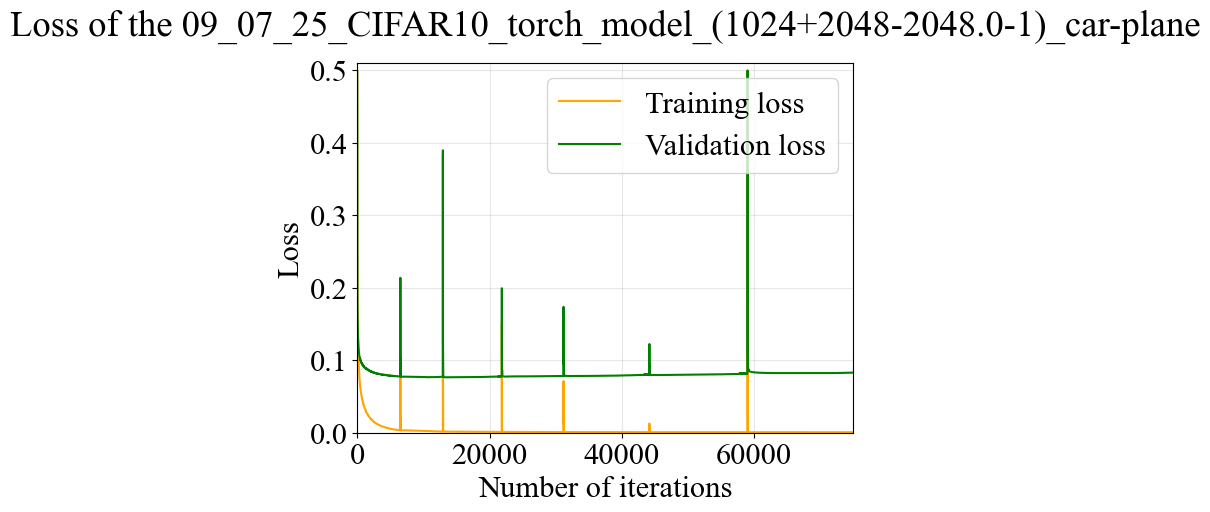 Loss of the 09_07_25_CIFAR10_torch_model_(1024+2048-2048.0-1)_car-plane
Training loss
Validation loss
0.5
0.4
0.3
0.2
0.1
0.0
Loss
0
20000
40000
60000
Number of iterations